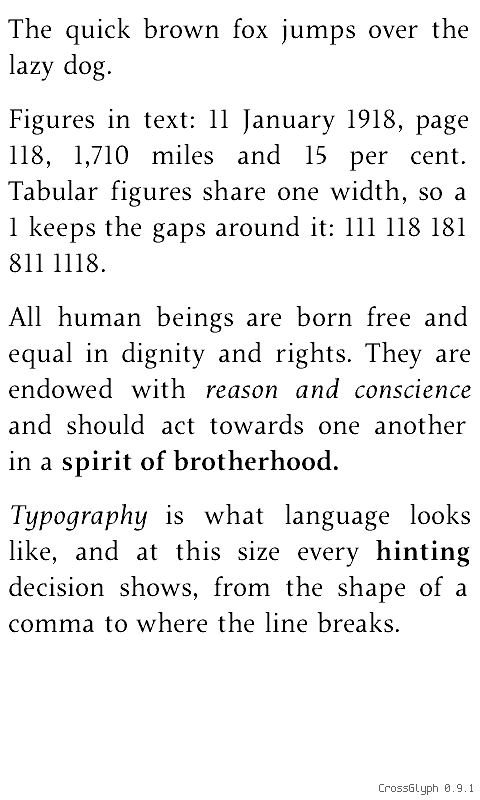 The quick brown fox jumps over the
lazy dog.
Figures in text: 11 January 1918, page
118, 1,710 miles and 15 per cent.
Tabular figures share one width, so a
1 keeps the gaps around it: 111 118 181
811 1118.
All human beings are born free and
equal in dignity and rights. They are
endowed with reason and conscience
and should act towards one another
in a spirit of brotherhood.
Typography is what language looks
like, and at this size every hinting
decision shows, from the shape of a
comma to where the line breaks.
CrossGlyph 0.9.1